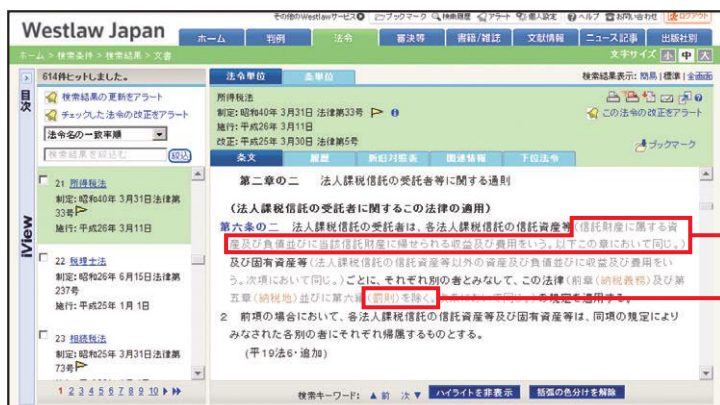 その他のWestlawサービス ブックマーク 検索履歴 アラート 個人設定 ヘルプ お問い合わせ ログアウト
Westlaw Japan
ホーム 判例 法令 審決等 書籍/雑誌 文献情報 ニュース記事 出版社別
ホーム > 検索条件 > 検索結果 > 文書
文字サイズ 小 中 大
目次
iView
614件ヒットしました。
検索結果の更新をアラート
チェックした法令の改正をアラート
法令名の一致率順
検索結果を絞込む 絞込
21 所得税法
制定:昭和40年 3月31日法律第
33号
施行:平成26年 3月11日
22 税理士法
制定:昭和26年 6月15日法律第
237号
施行:平成25年 1月 1日
23 相続税法
制定:昭和25年 3月31日法律第
73号
1 2 3 4 5 6 7 8 9 10
法令単位 条単位
検索結果表示: 簡易 | 標準 | 全画面
所得税法
制定:昭和40年 3月31日 法律第33号
施行:平成26年 3月11日
改正:平成25年 3月30日 法律第5号
この法令の改正をアラート
ブックマーク
条文 履歴 新旧対照表 関連情報 下位法令
第二章の二 法人課税信託の受託者等に関する通則
(法人課税信託の受託者に関するこの法律の適用)
第六条の二 法人課税信託の受託者は、各法人課税信託の信託資産等(信託財産に属する資
産及び負債並びに当該信託財産に帰せられる収益及び費用をいう。以下この章において同じ。)
及び固有資産等(法人課税信託の信託資産等以外の資産及び負債並びに収益及び費用をい
う。次項において同じ。)ごとに、それぞれ別の者とみなして、この法律(前章(納税義務)及び第
五章(納税地)並びに第六編(罰則)を除く。
の規定を適用する。
2 前項の場合において、各法人課税信託の信託資産等及び固有資産等は、同項の規定により
みなされた各別の者にそれぞれ帰属するものとする。
(平19法6・追加)
検索キーワード: ▲ 前 次 ▼ ハイライトを非表示 括弧の色分けを解除